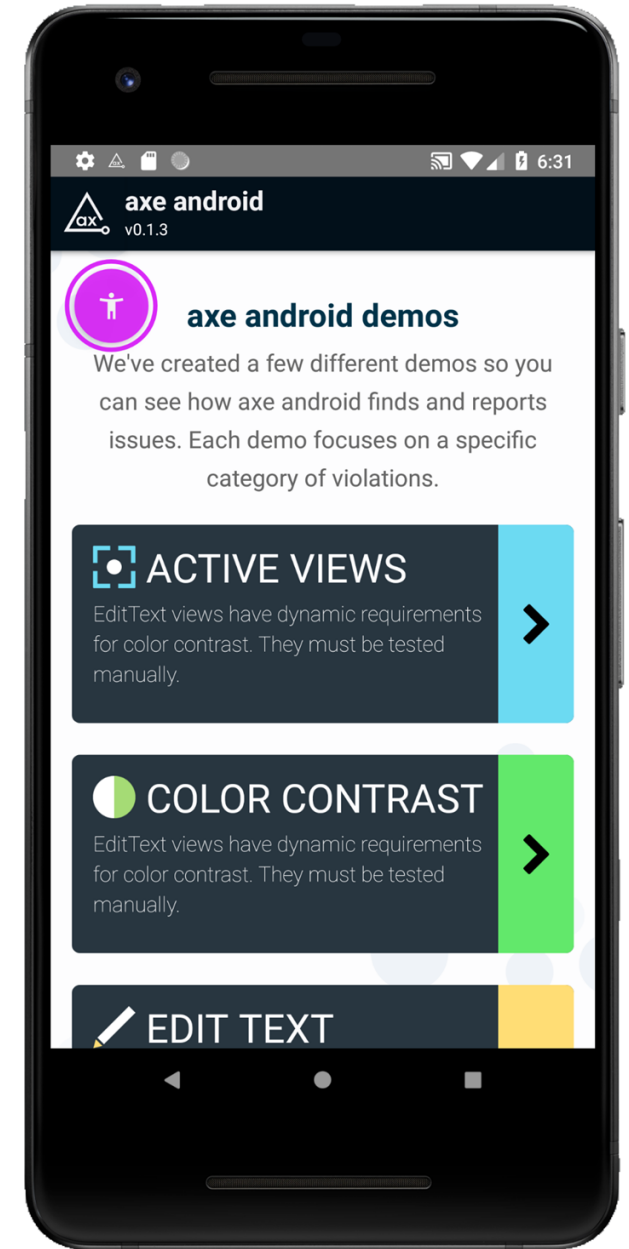 6:31
ax
axe android
v0.1.3
axe android demos
We've created a few different demos so you
can see how axe android finds and reports
issues. Each demo focuses on a specific
category of violations.
ACTIVE VIEWS
EditText views have dynamic requirements
for color contrast. They must be tested
manually.
COLOR CONTRAST
EditText views have dynamic requirements
for color contrast. They must be tested
manually.
EDIT TEXT